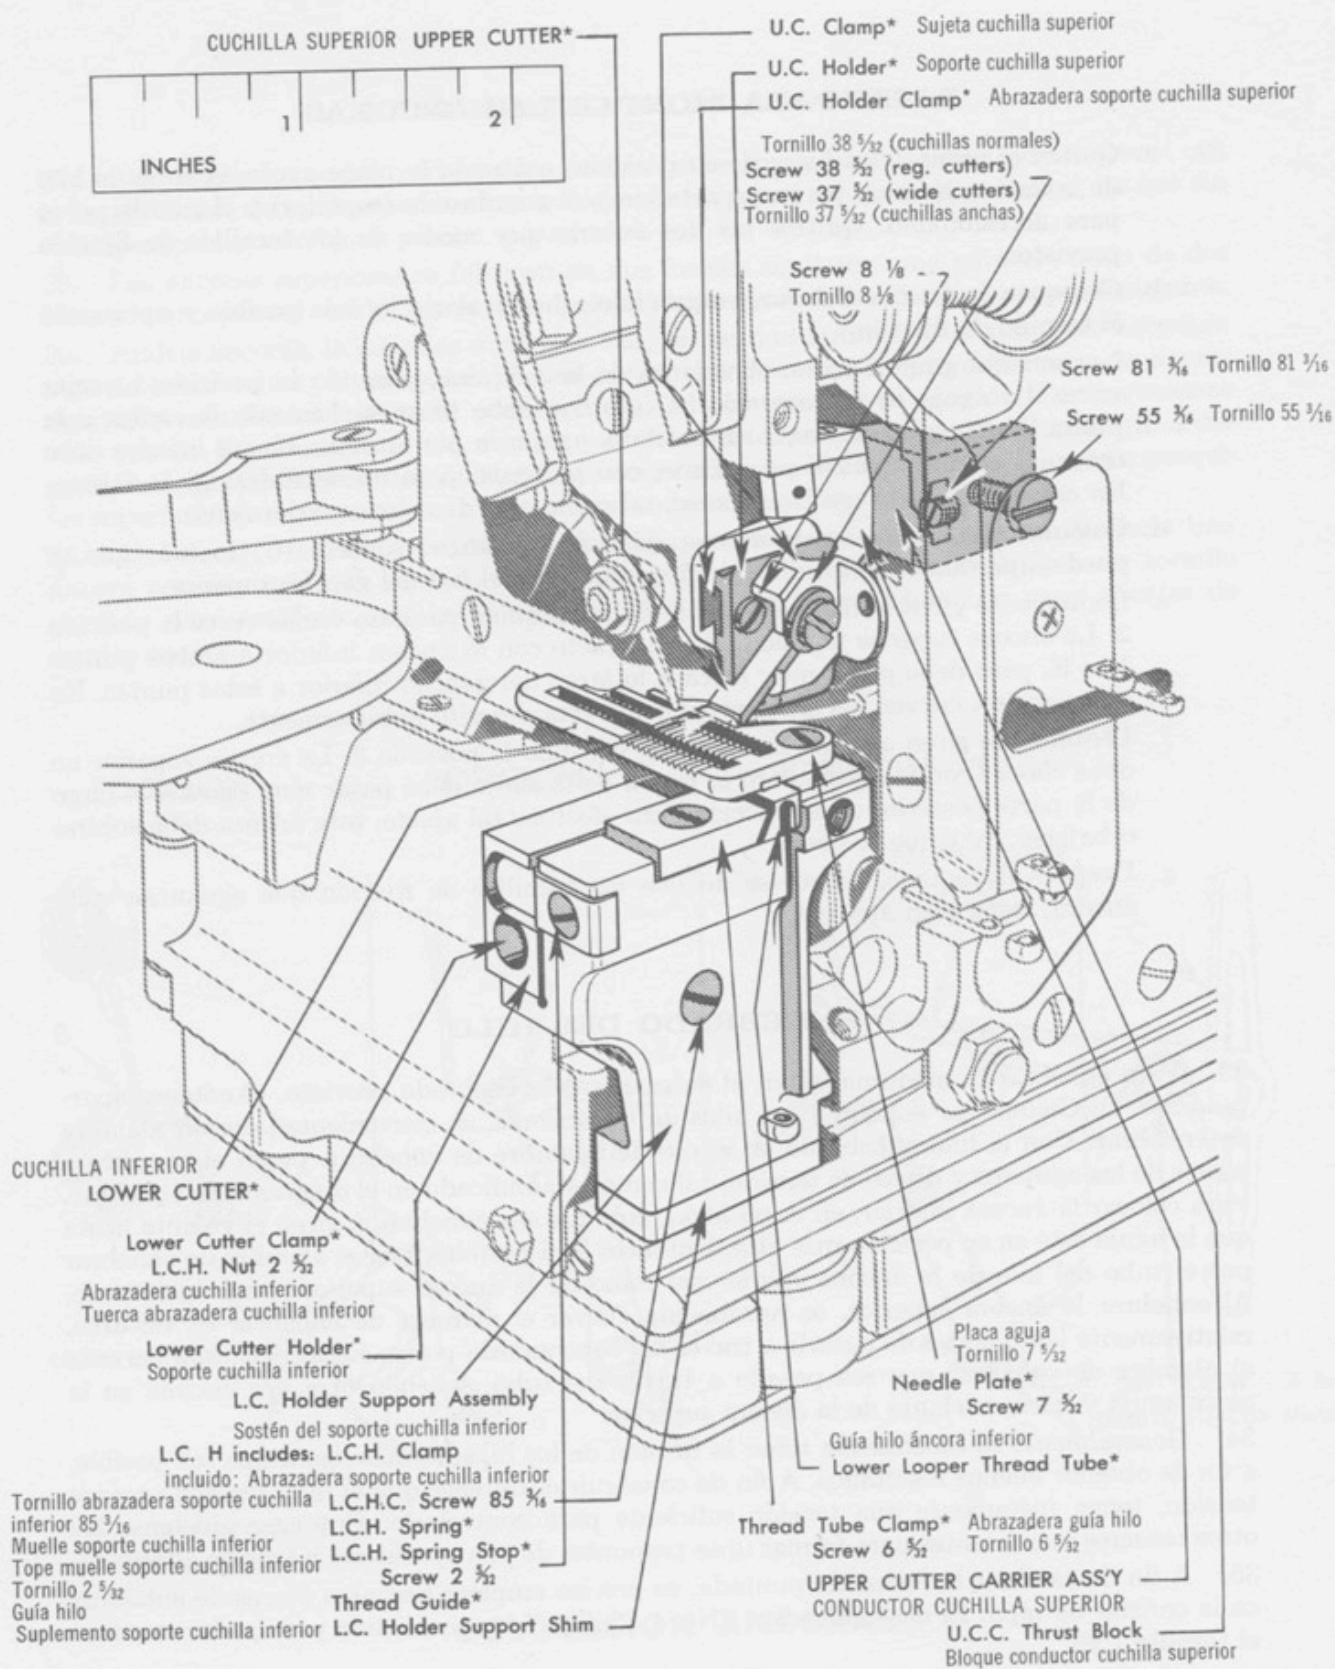 CUCHILLA SUPERIOR UPPER CUTTER*
U.C. Clamp* Sujeta cuchilla superior
U.C. Holder* Soporte cuchilla superior
U.C. Holder Clamp* Abrazadera soporte cuchilla superior
1
2
INCHES
Tornillo 38 5/32 (cuchillas normales)
Screw 38 5/32 (reg. cutters)
Screw 37 5/32 (wide cutters)
Tornillo 37 5/32 (cuchillas anchas)
Screw 8 1/8
Tornillo 8 1/8
Screw 81 3/16 Tornillo 81 3/16
Screw 55 3/16 Tornillo 55 3/16
CUCHILLA INFERIOR
LOWER CUTTER*
Lower Cutter Clamp*
L.C.H. Nut 2 5/32
Abrazadera cuchilla inferior
Tuerca abrazadera cuchilla inferior
Lower Cutter Holder*
Soporte cuchilla inferior
L.C. Holder Support Assembly
Sostén del soporte cuchilla inferior
L.C. H includes: L.C.H. Clamp
incluido: Abrazadera soporte cuchilla inferior
Tornillo abrazadera soporte cuchilla L.C.H.C. Screw 85 3/16
inferior 85 3/16
L.C.H. Spring*
Muelle soporte cuchilla inferior
L.C.H. Spring Stop*
Tope muelle soporte cuchilla inferior
Screw 2 5/32
Tornillo 2 5/32
Thread Guide*
Guía hilo
Suplemento soporte cuchilla inferior L.C. Holder Support Shim
Placa aguja
Tornillo 7 5/32
Needle Plate*
Screw 7 5/32
Guía hilo áncora inferior
Lower Looper Thread Tube*
Thread Tube Clamp* Abrazadera guía hilo
Screw 6 5/32 Tornillo 6 5/32
UPPER CUTTER CARRIER ASS'Y
CONDUCTOR CUCHILLA SUPERIOR
U.C.C. Thrust Block
Bloque conductor cuchilla superior